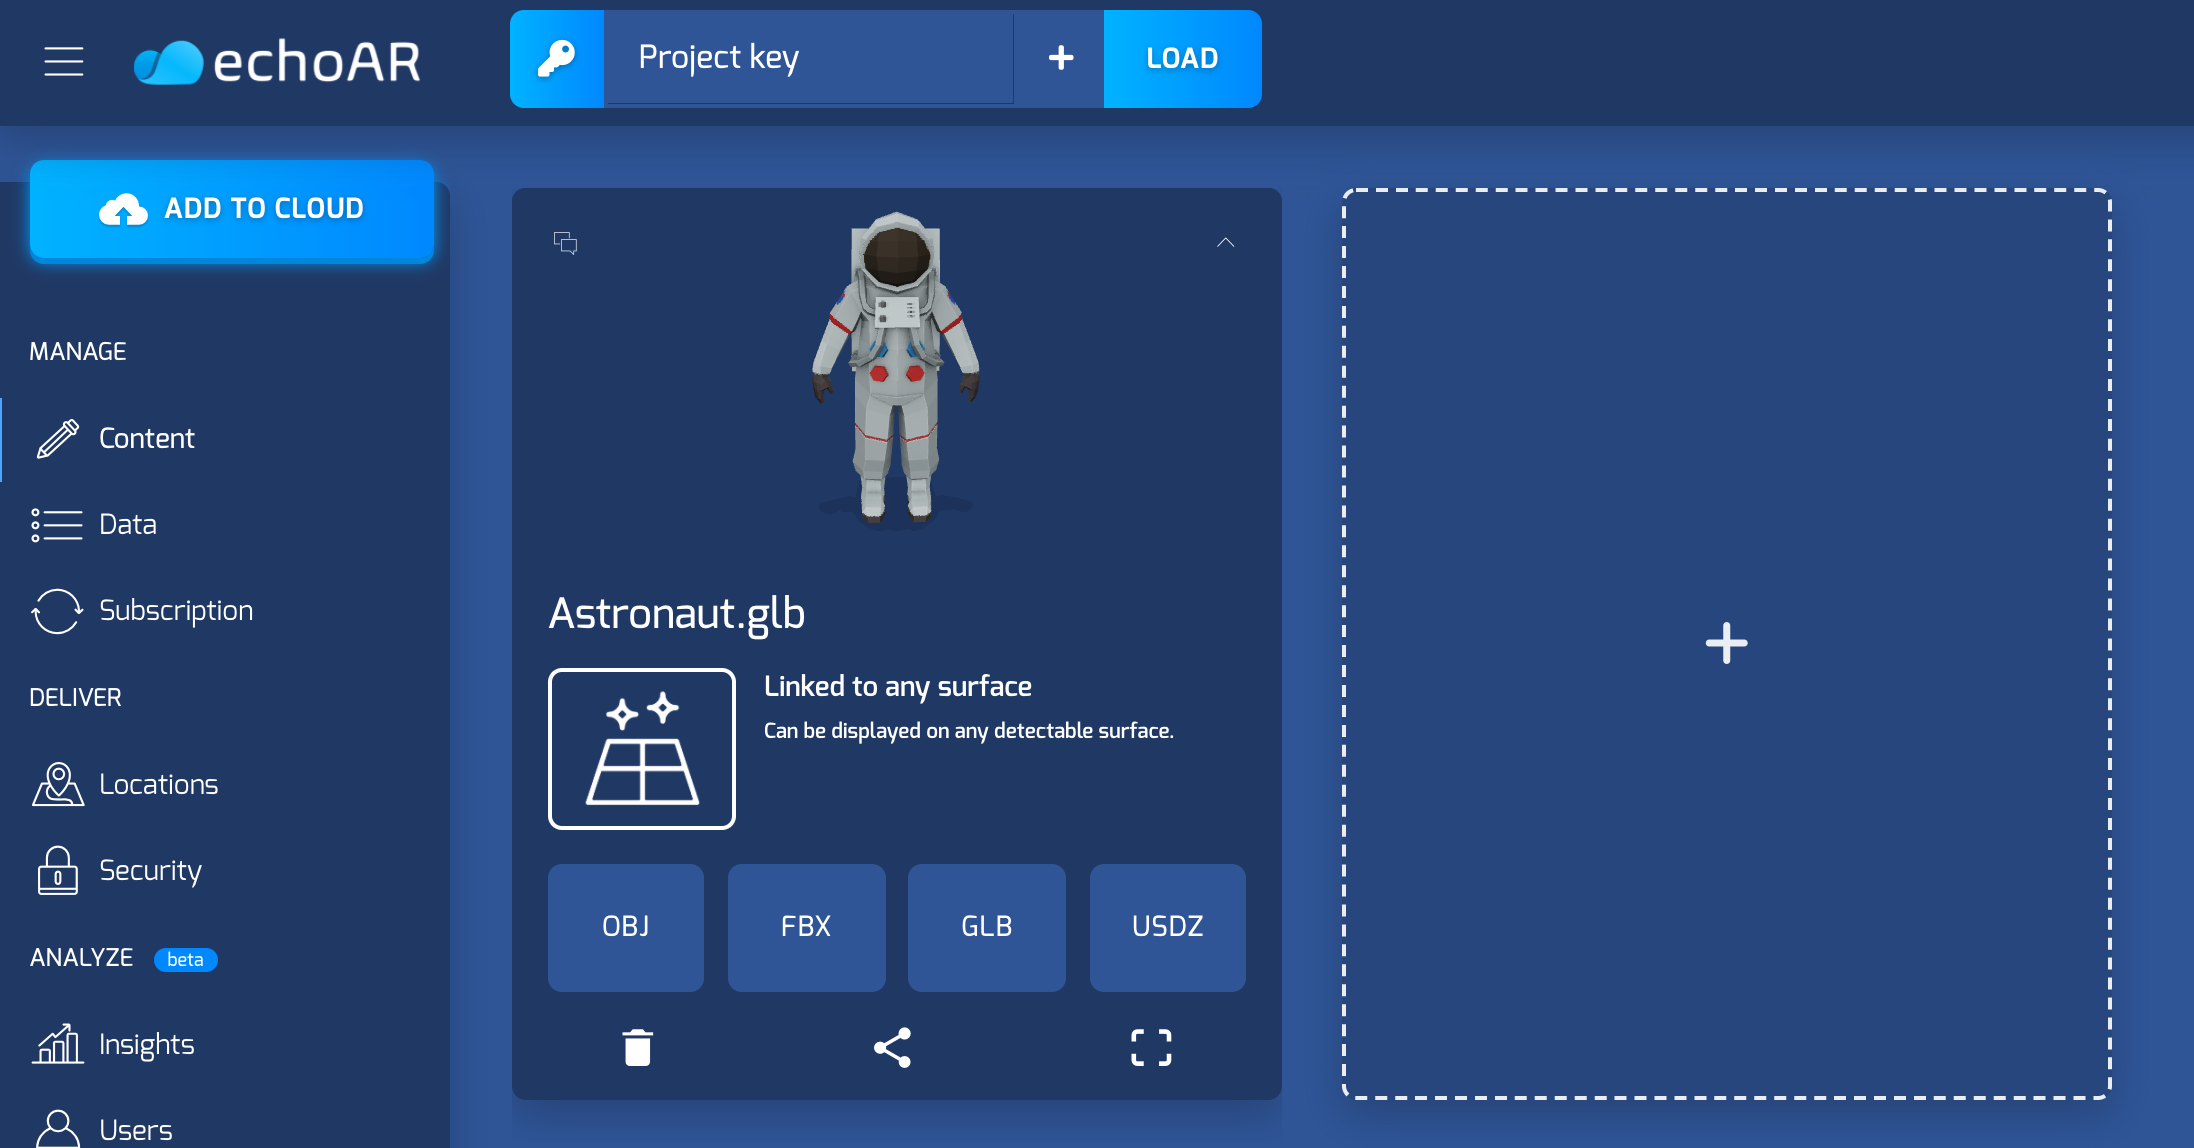 echoAR
Project key
LOAD
ADD TO CLOUD
MANAGE
Content
Data
Subscription
DELIVER
Locations
Security
ANALYZE beta
Insights
Users
Astronaut.glb
Linked to any surface
Can be displayed on any detectable surface.
OBJ
FBX
GLB
USDZ